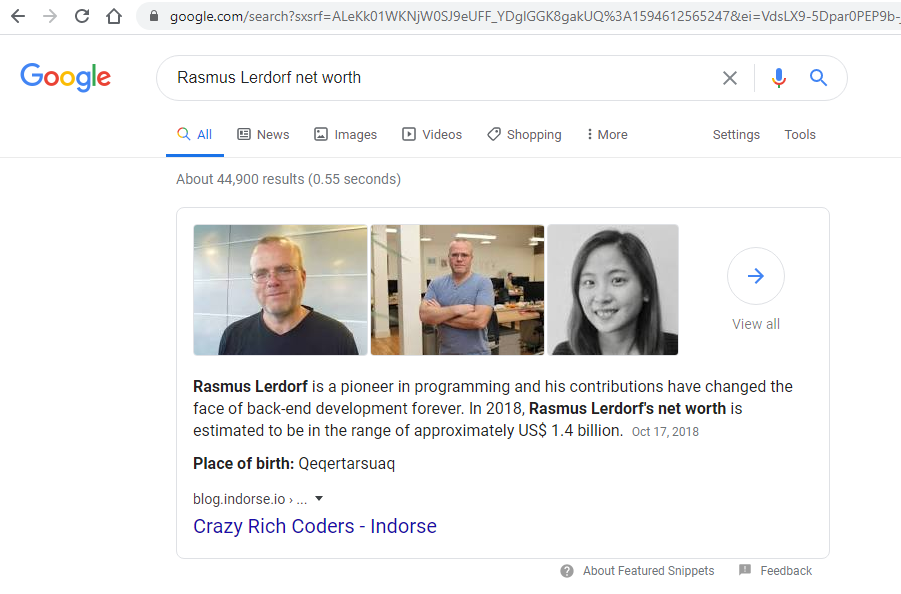 google.com/search?sxsrf=ALeKk01WKNjW0SJ9eUFF_YDglGGK8gakUQ%3A1594612565247&ei=VdsLX9-5Dpar0PEP9b-
Google
Rasmus Lerdorf net worth
All News Images Videos Shopping More Settings Tools
About 44,900 results (0.55 seconds)
View all
Rasmus Lerdorf is a pioneer in programming and his contributions have changed the
face of back-end development forever. In 2018, Rasmus Lerdorf's net worth is
estimated to be in the range of approximately US$ 1.4 billion. Oct 17, 2018
Place of birth: Qeqertarsuaq
blog.indorse.io › ...
Crazy Rich Coders - Indorse
About Featured Snippets Feedback